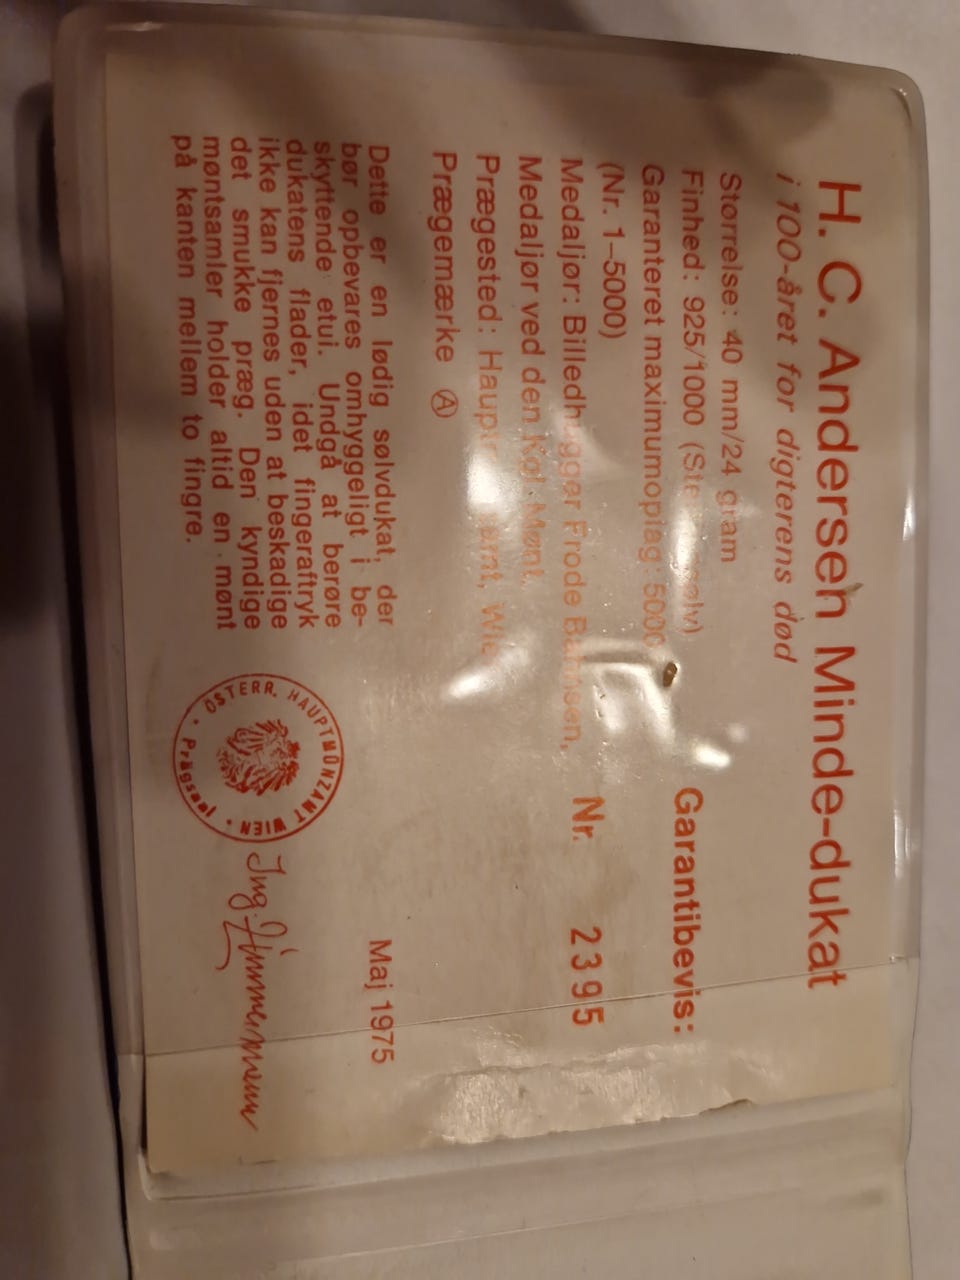 H. C. Andersen Minde-dukat
i 100-året for digterens død
Størrelse: 40 mm/24 gram
Finhed: 925/1000
Garanteret maximumoplag: 5000
(Nr. 1–5000)
Medaljør: Billedhugger Frode
Medaljør ved den Kgl. Mønt.
Prægested:
Prægemærke Ⓐ
Garantibevis:
Nr. 2395
Dette er en lødig sølvdukat, der
bør opbevares omhyggeligt i be-
skyttende etui. Undgå at berøre
dukatens flader, idet fingeraftryk
ikke kan fjernes uden at beskadige
det smukke præg. Den kyndige
møntsamler holder altid en mønt
på kanten mellem to fingre.
Maj 1975
ÖSTERR. HAUPTMÜNZAMT WIEN
Prägsaal
Ing.